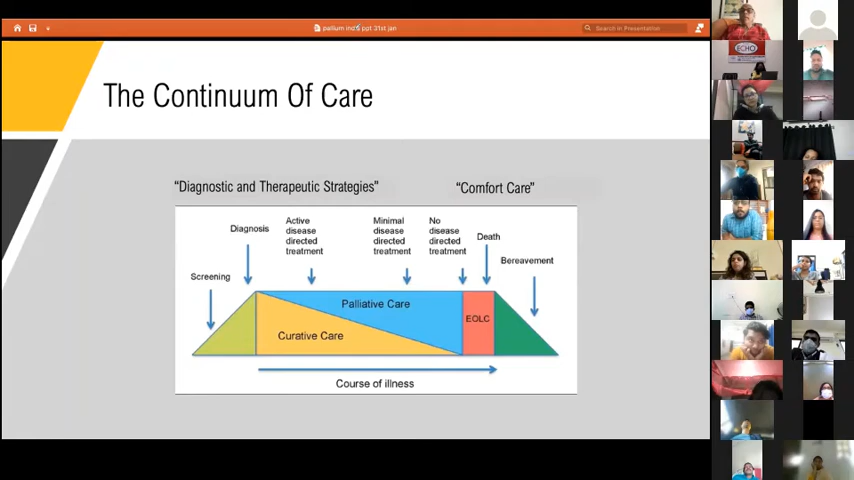 pallium india ppt 31st jan
Search in Presentation
ECHO
The Continuum Of Care
"Diagnostic and Therapeutic Strategies"
"Comfort Care"
Screening
Diagnosis
Active
disease
directed
treatment
Minimal
disease
directed
treatment
No
disease
directed
treatment
Death
Bereavement
Palliative Care
Curative Care
EOLC
Course of illness